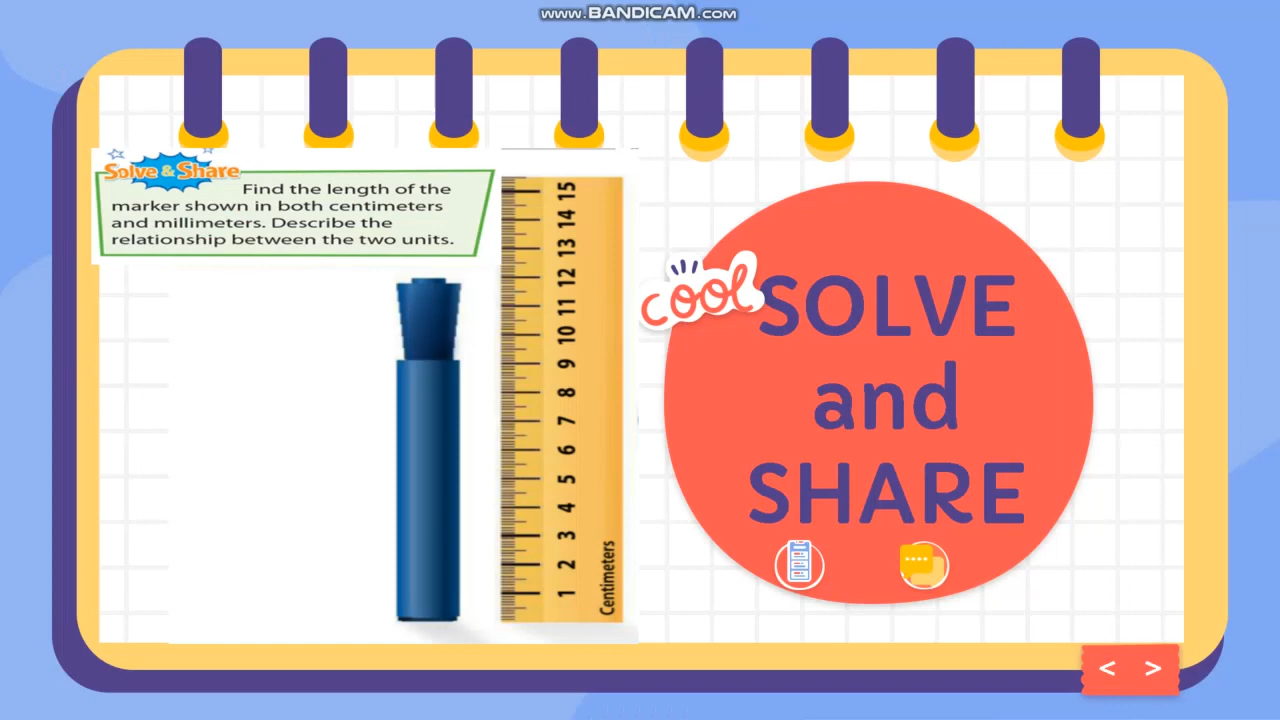 www.BANDICAM.com
Solve & Share
Find the length of the
marker shown in both centimeters
and millimeters. Describe the
relationship between the two units.
15
14
13
12
11
10
9
8
7
6
5
4
3
2
1
Centimeters
cool
SOLVE
and
SHARE
< >